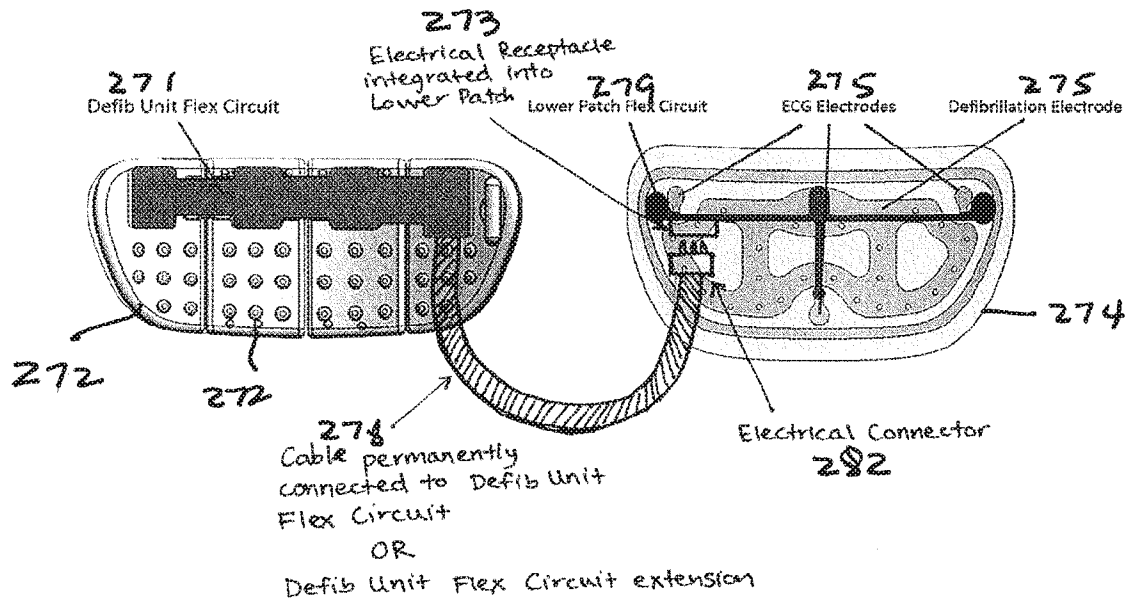 273
Electrical Receptacle
integrated into
Lower Patch
271
Defib Unit Flex Circuit
279
Lower Patch Flex Circuit
275
ECG Electrodes
275
Defibrillation Electrode
274
272
272
278
Cable permanently
connected to Defib Unit
Flex Circuit
OR
Defib Unit Flex Circuit extension
Electrical Connector
282